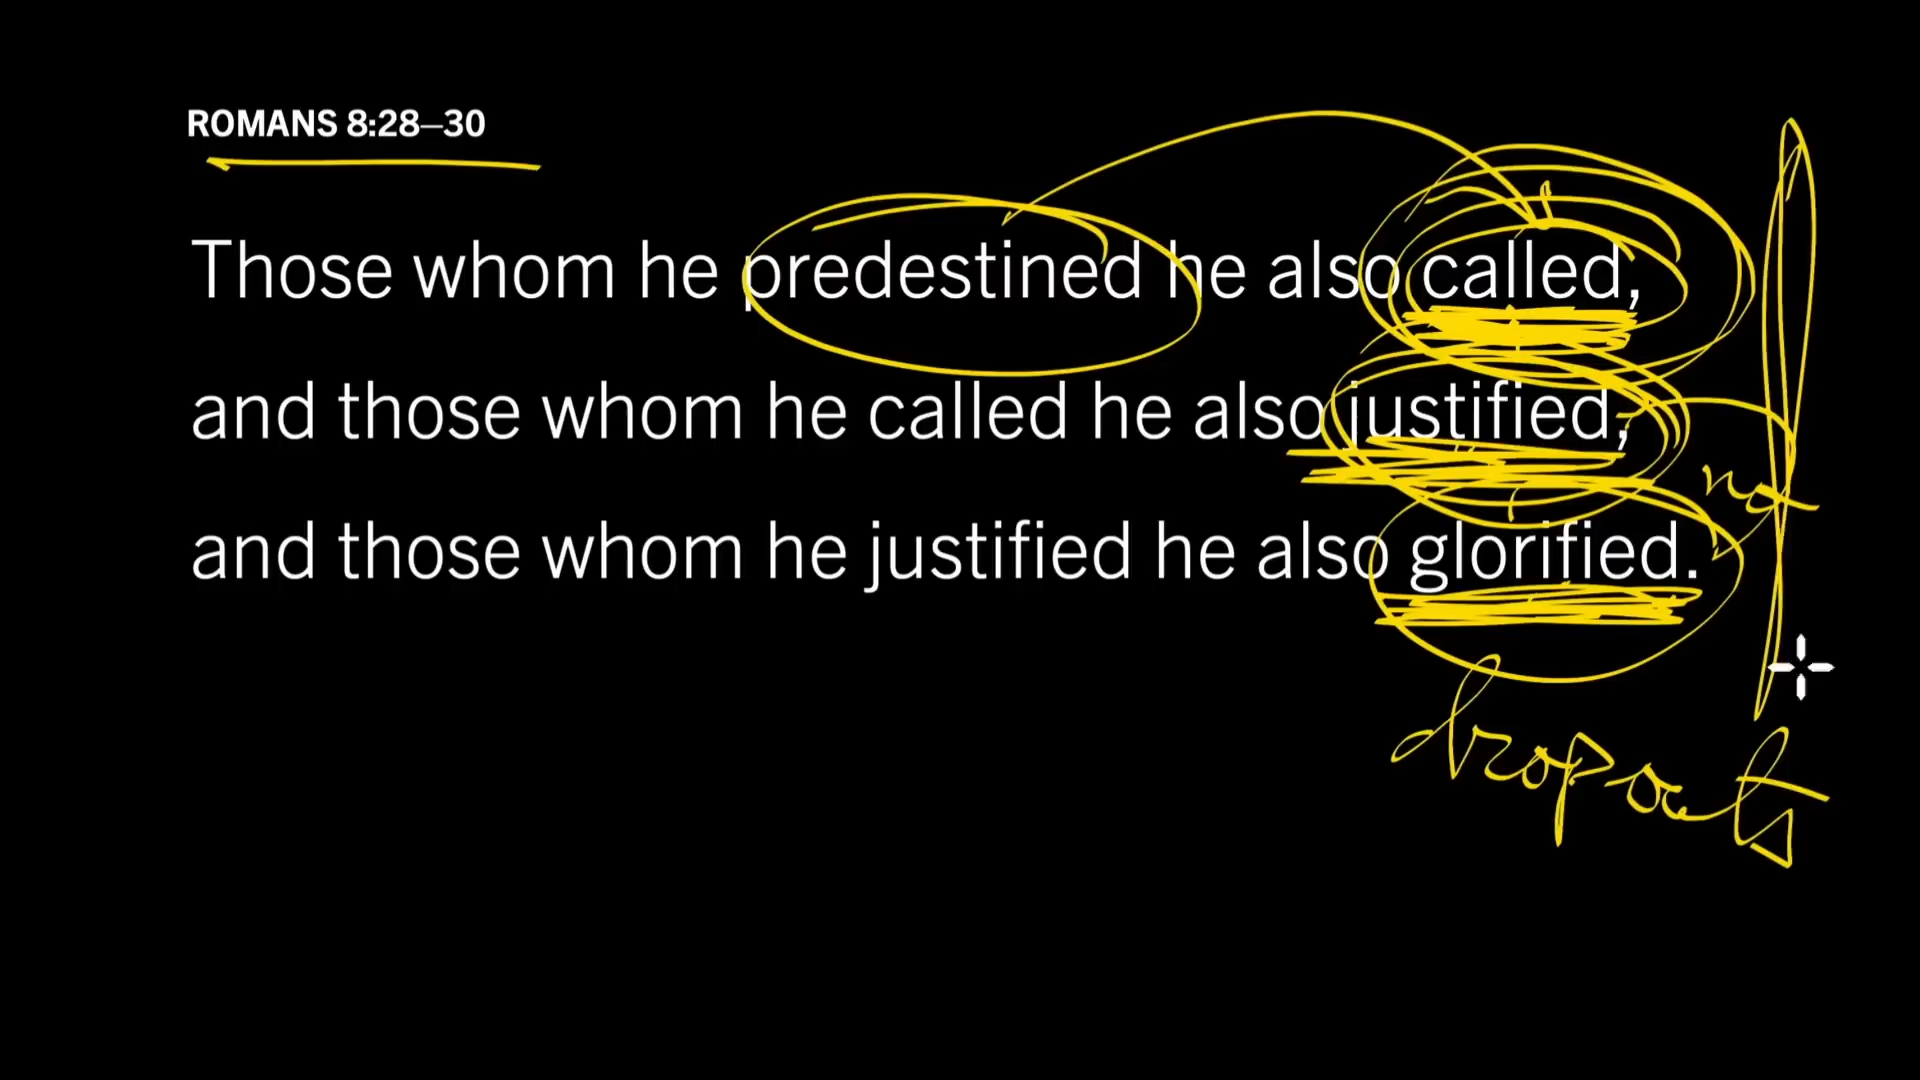 ROMANS 8:28–30
Those whom he predestined he also called,
and those whom he called he also justified,
no
and those whom he justified he also glorified.
dropouts